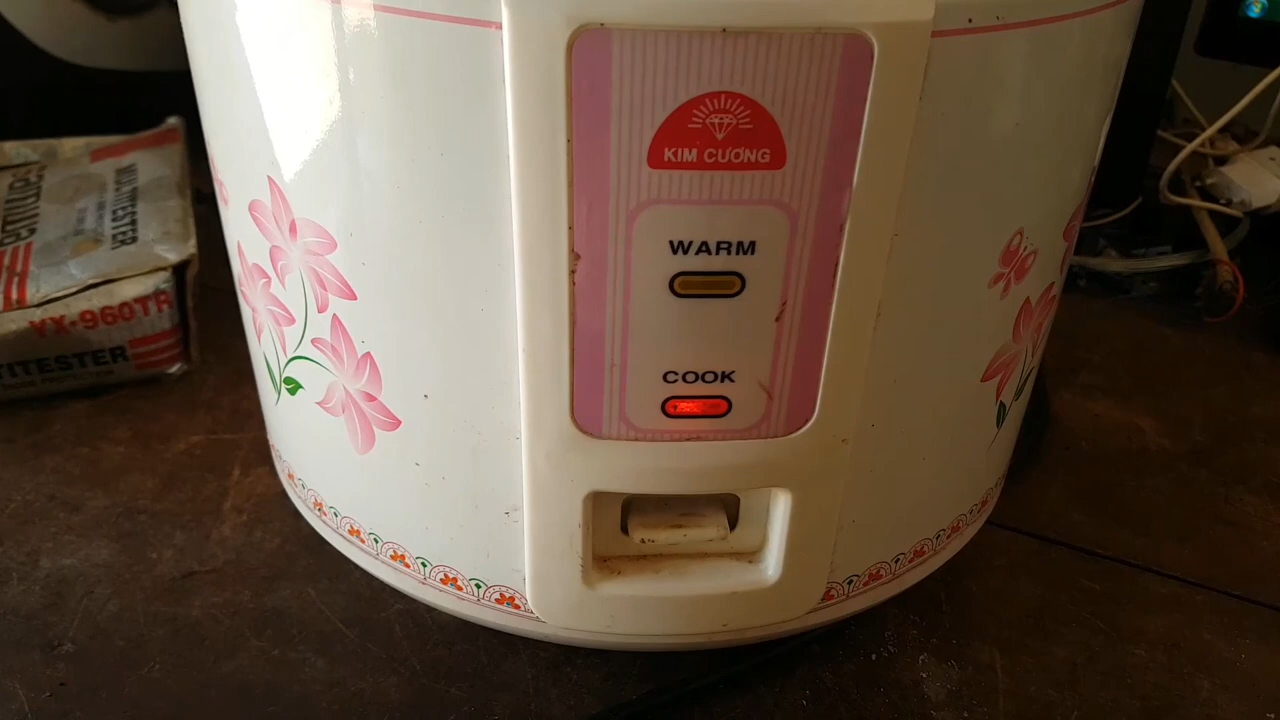 KIM CƯƠNG
WARM
COOK
MULTITESTER
YX-960TR
TITESTER